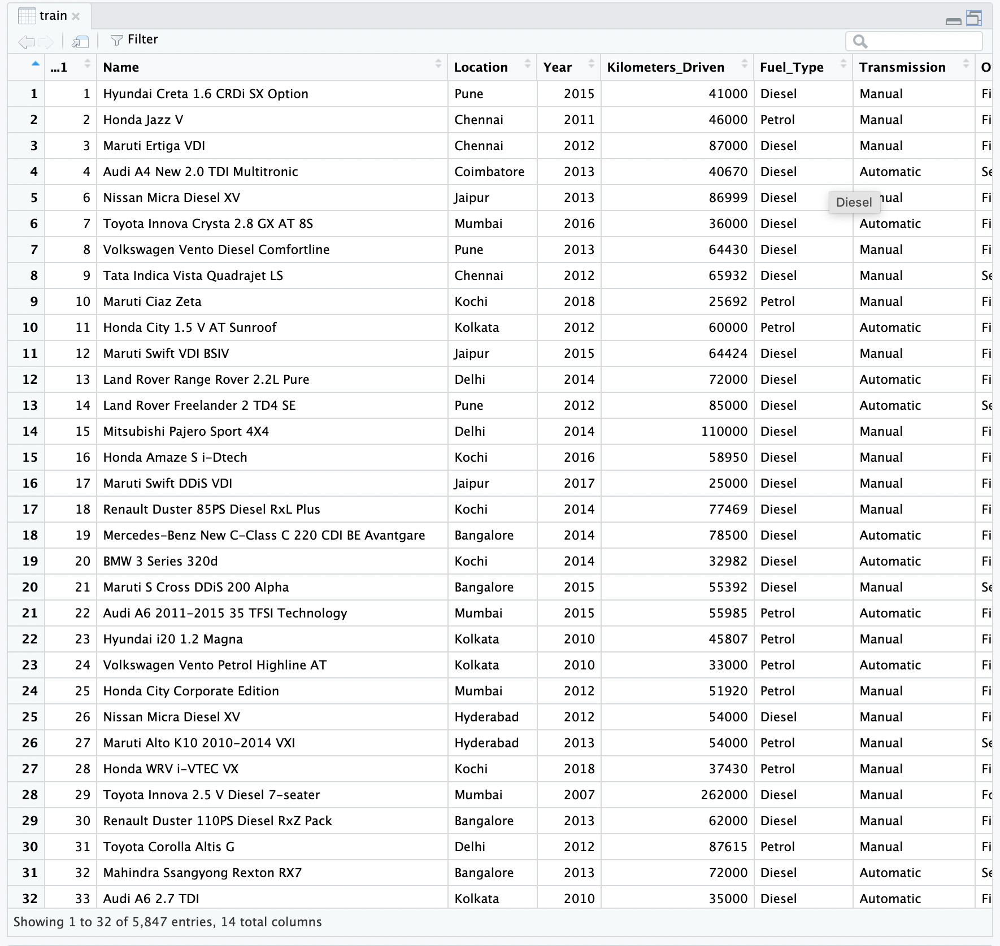 train
Filter
...1 Name Location Year Kilometers_Driven Fuel_Type Transmission
1 1 Hyundai Creta 1.6 CRDi SX Option Pune 2015 41000 Diesel Manual Fi
2 2 Honda Jazz V Chennai 2011 46000 Petrol Manual Fi
3 3 Maruti Ertiga VDI Chennai 2012 87000 Diesel Manual Fi
4 4 Audi A4 New 2.0 TDI Multitronic Coimbatore 2013 40670 Diesel Automatic Se
5 6 Nissan Micra Diesel XV Jaipur 2013 86999 Diesel nual Fi
Diesel
6 7 Toyota Innova Crysta 2.8 GX AT 8S Mumbai 2016 36000 Diesel Automatic Fi
7 8 Volkswagen Vento Diesel Comfortline Pune 2013 64430 Diesel Manual Fi
8 9 Tata Indica Vista Quadrajet LS Chennai 2012 65932 Diesel Manual Se
9 10 Maruti Ciaz Zeta Kochi 2018 25692 Petrol Manual Fi
10 11 Honda City 1.5 V AT Sunroof Kolkata 2012 60000 Petrol Automatic Fi
11 12 Maruti Swift VDI BSIV Jaipur 2015 64424 Diesel Manual Fi
12 13 Land Rover Range Rover 2.2L Pure Delhi 2014 72000 Diesel Automatic Fi
13 14 Land Rover Freelander 2 TD4 SE Pune 2012 85000 Diesel Automatic Se
14 15 Mitsubishi Pajero Sport 4X4 Delhi 2014 110000 Diesel Manual Fi
15 16 Honda Amaze S i-Dtech Kochi 2016 58950 Diesel Manual Fi
16 17 Maruti Swift DDiS VDI Jaipur 2017 25000 Diesel Manual Fi
17 18 Renault Duster 85PS Diesel RxL Plus Kochi 2014 77469 Diesel Manual Fi
18 19 Mercedes-Benz New C-Class C 220 CDI BE Avantgare Bangalore 2014 78500 Diesel Automatic Fi
19 20 BMW 3 Series 320d Kochi 2014 32982 Diesel Automatic Fi
20 21 Maruti S Cross DDiS 200 Alpha Bangalore 2015 55392 Diesel Manual Se
21 22 Audi A6 2011-2015 35 TFSI Technology Mumbai 2015 55985 Petrol Automatic Fi
22 23 Hyundai i20 1.2 Magna Kolkata 2010 45807 Petrol Manual Fi
23 24 Volkswagen Vento Petrol Highline AT Kolkata 2010 33000 Petrol Automatic Fi
24 25 Honda City Corporate Edition Mumbai 2012 51920 Petrol Manual Fi
25 26 Nissan Micra Diesel XV Hyderabad 2012 54000 Diesel Manual Fi
26 27 Maruti Alto K10 2010-2014 VXI Hyderabad 2013 54000 Petrol Manual Se
27 28 Honda WRV i-VTEC VX Kochi 2018 37430 Petrol Manual Fi
28 29 Toyota Innova 2.5 V Diesel 7-seater Mumbai 2007 262000 Diesel Manual Fo
29 30 Renault Duster 110PS Diesel RxZ Pack Bangalore 2013 62000 Diesel Manual Fi
30 31 Toyota Corolla Altis G Delhi 2012 87615 Petrol Manual Fi
31 32 Mahindra Ssangyong Rexton RX7 Bangalore 2013 72000 Diesel Automatic Se
32 33 Audi A6 2.7 TDI Kolkata 2010 35000 Diesel Automatic Fi
Showing 1 to 32 of 5,847 entries, 14 total columns